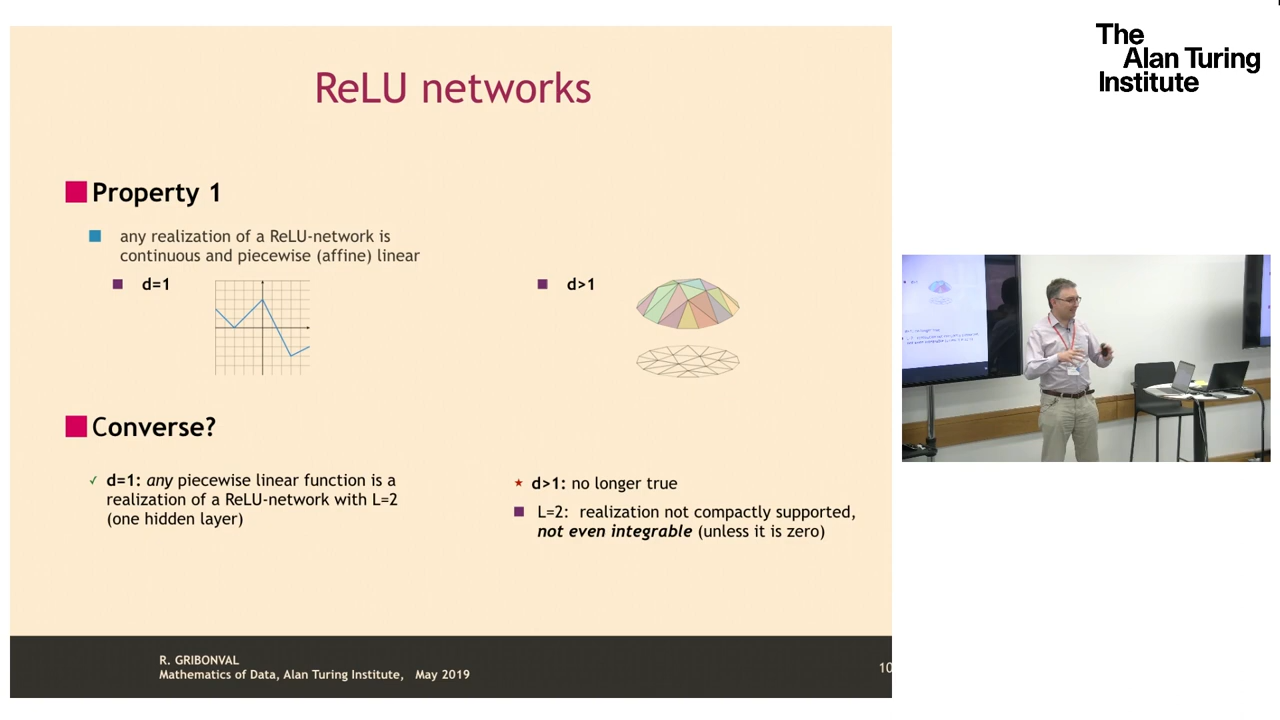 The
Alan Turing
Institute
ReLU networks
Property 1
any realization of a ReLU-network is
continuous and piecewise (affine) linear
d=1
d>1
Converse?
✓ d=1: any piecewise linear function is a
realization of a ReLU-network with L=2
(one hidden layer)
★ d>1: no longer true
L=2: realization not compactly supported,
not even integrable (unless it is zero)
R. GRIBONVAL
Mathematics of Data, Alan Turing Institute, May 2019
10